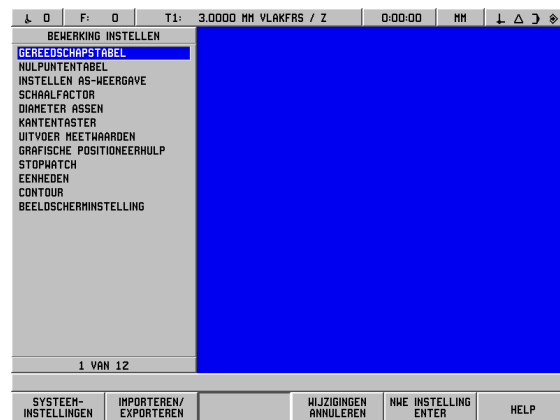 0 F: 0 T1: 3.0000 MM VLAKFRS / Z 0:00:00 MM
BEWERKING INSTELLEN
GEREEDSCHAPSTABEL
NULPUNTENTABEL
INSTELLEN AS-WEERGAVE
SCHAALFACTOR
DIAMETER ASSEN
KANTENTASTER
UITVOER MEETWAARDEN
GRAFISCHE POSITIONEERHULP
STOPWATCH
EENHEDEN
CONTOUR
BEELDSCHERMINSTELLING
1 VAN 12
SYSTEEM-
INSTELLINGEN
IMPORTEREN/
EXPORTEREN
WIJZIGINGEN
ANNULEREN
NWE INSTELLING
ENTER
HELP